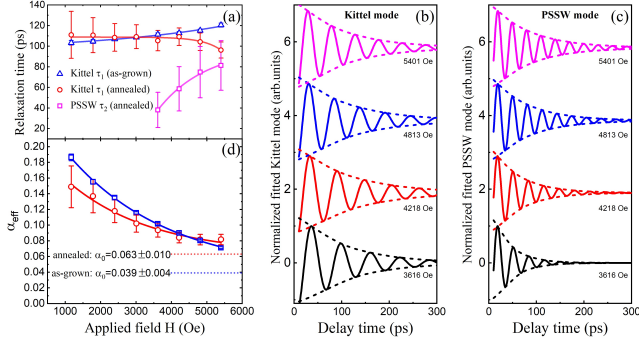 (a)
140
120
100
80
60
40
20
Relaxation time (ps)
Kittel τ1 (as-grown)
Kittel τ1 (annealed)
PSSW τ2 (annealed)
(d)
0.20
0.18
0.16
0.14
0.12
0.10
0.08
0.06
0.04
0.02
0.00
αeff
annealed: α0=0.063±0.010
as-grown: α0=0.039±0.004
1000 2000 3000 4000 5000 6000
Applied field H (Oe)
Kittel mode (b)
6
4
2
0
Normalized fitted Kittel mode (arb.units)
5401 Oe
4813 Oe
4218 Oe
3616 Oe
0 100 200 300
Delay time (ps)
PSSW mode (c)
6
4
2
0
Normalized fitted PSSW mode (arb.units)
5401 Oe
4813 Oe
4218 Oe
3616 Oe
0 100 200 300
Delay time (ps)